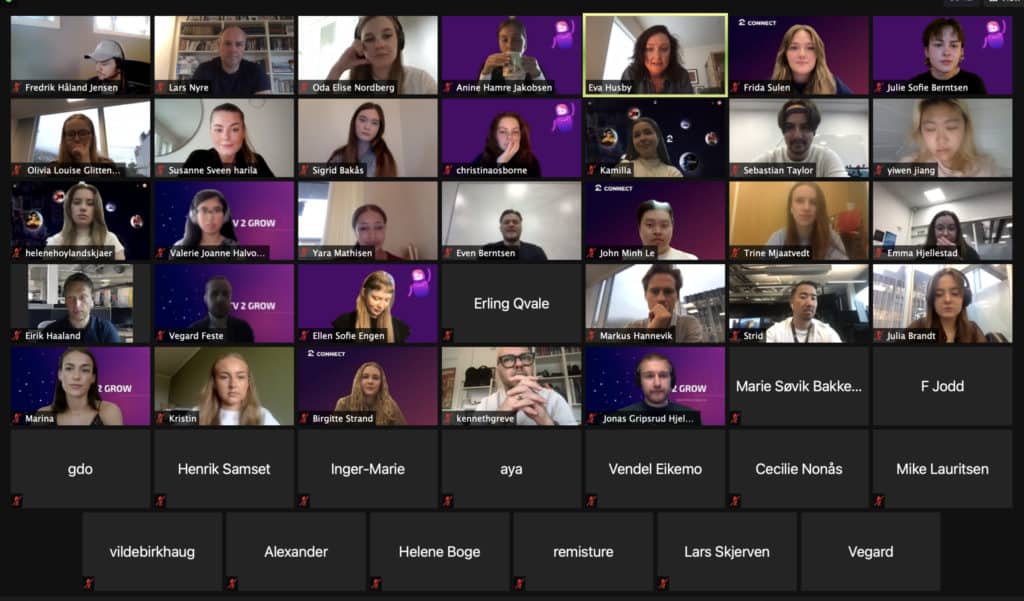 Fredrik Håland Jensen
Lars Nyre
Oda Elise Nordberg
Anine Hamre Jakobsen
Eva Husby
2 CONNECT
Frida Sulen
Julie Sofie Berntsen
Olivia Louise Glitten...
Susanne Sveen harila
Sigrid Bakås
christinaosborne
Kamilla
Sebastian Taylor
yiwen jiang
helenehoylandskjaer
V 2 GROW
Valerie Joanne Halvo...
Yara Mathisen
Even Berntsen
2 CONNECT
John Minh Le
Trine Mjaatvedt
Emma Hjellestad
Eirik Haaland
TV 2 GROW
Vegard Feste
Ellen Sofie Engen
Erling Qvale
Markus Hannevik
Strid
Julia Brandt
2 GROW
Marina
Kristin
2 CONNECT
Birgitte Strand
kennethgreve
2 GROW
Jonas Gripsrud Hjel...
Marie Søvik Bakke...
F Jodd
gdo
Henrik Samset
Inger-Marie
aya
Vendel Eikemo
Cecilie Nonås
Mike Lauritsen
vildebirkhaug
Alexander
Helene Boge
remisture
Lars Skjerven
Vegard